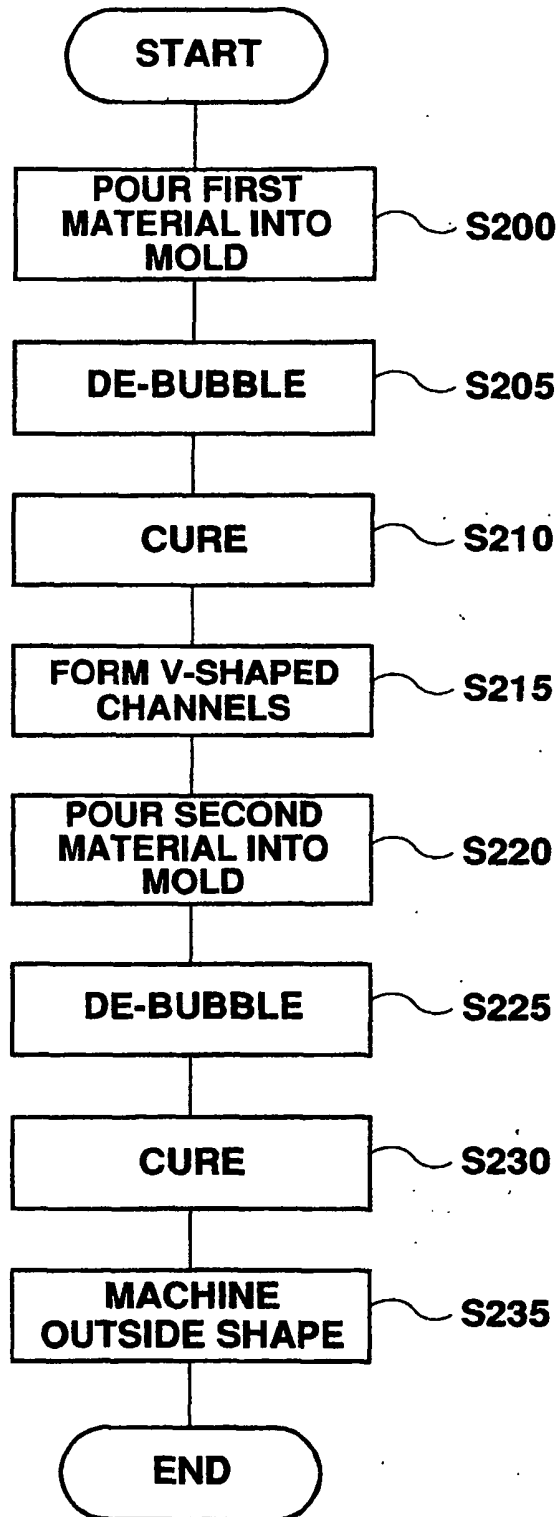 START
POUR FIRST
MATERIAL INTO
MOLD
S200
DE-BUBBLE
S205
CURE
S210
FORM V-SHAPED
CHANNELS
S215
POUR SECOND
MATERIAL INTO
MOLD
S220
DE-BUBBLE
S225
CURE
S230
MACHINE
OUTSIDE SHAPE
S235
END